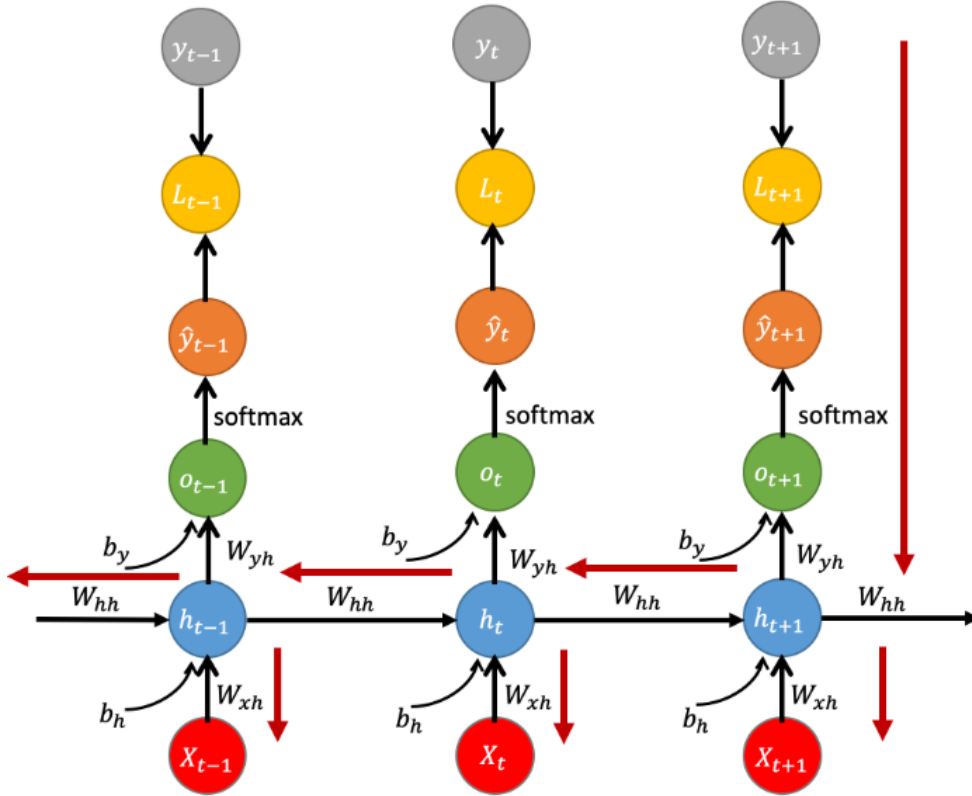 y_{t-1} y_t y_{t+1}
L_{t-1} L_t L_{t+1}
ŷ_{t-1} ŷ_t ŷ_{t+1}
softmax softmax softmax
o_{t-1} o_t o_{t+1}
b_y W_{yh} b_y W_{yh} b_y W_{yh}
W_{hh} W_{hh} W_{hh} W_{hh}
h_{t-1} h_t h_{t+1}
b_h W_{xh} b_h W_{xh} b_h W_{xh}
X_{t-1} X_t X_{t+1}